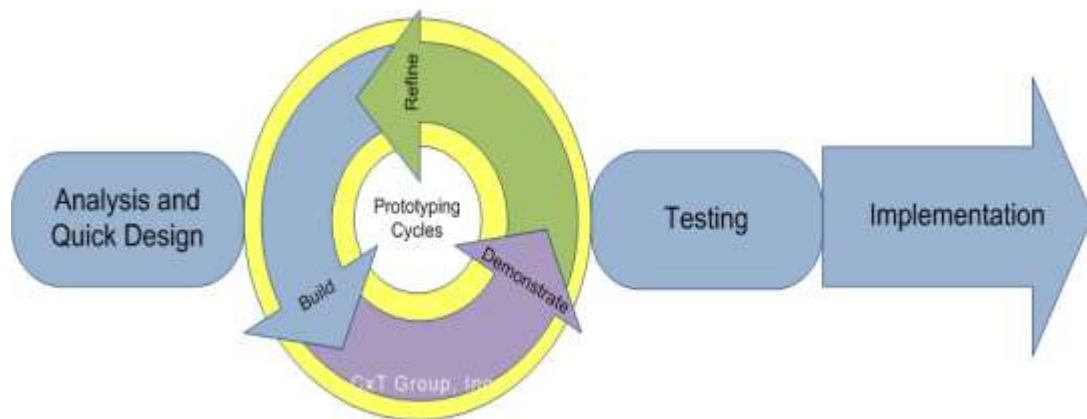 Analysis and
Quick Design
Refine
Prototyping
Cycles
Build
Demonstrate
CxT Group, Inc
Testing
Implementation